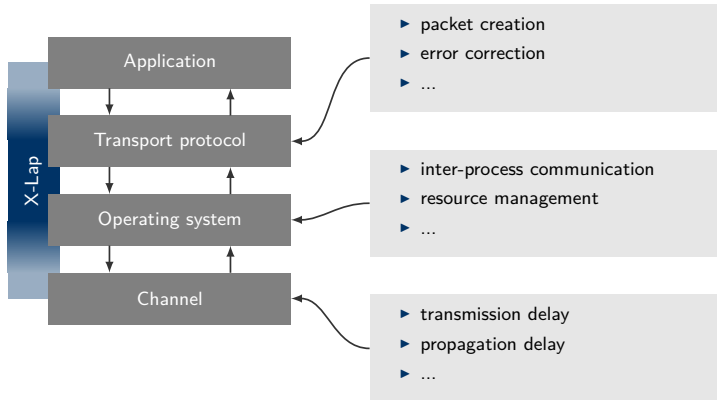 Application
Transport protocol
Operating system
Channel
X-Lap
▶ packet creation
▶ error correction
▶ ...
▶ inter-process communication
▶ resource management
▶ ...
▶ transmission delay
▶ propagation delay
▶ ...